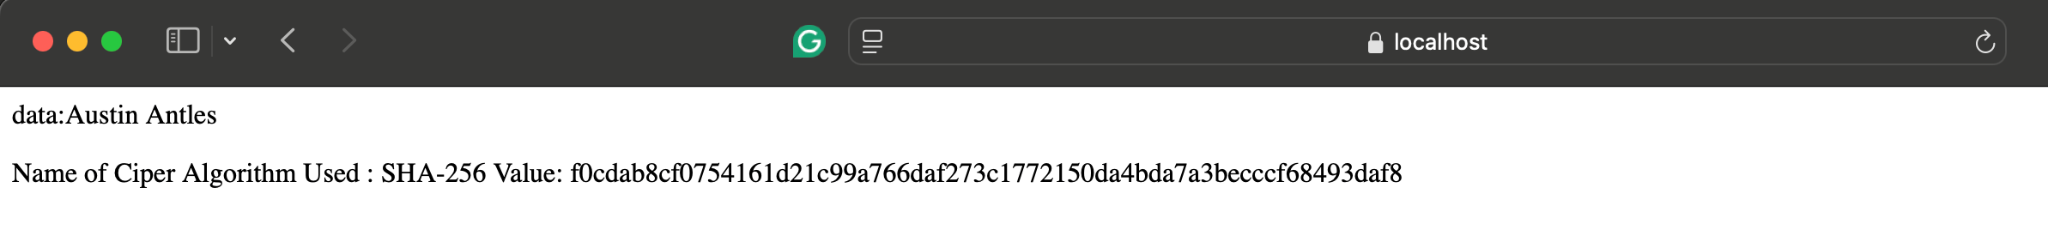 localhost
data:Austin Antles
Name of Ciper Algorithm Used : SHA-256 Value: f0cdab8cf0754161d21c99a766daf273c1772150da4bda7a3becccf68493daf8